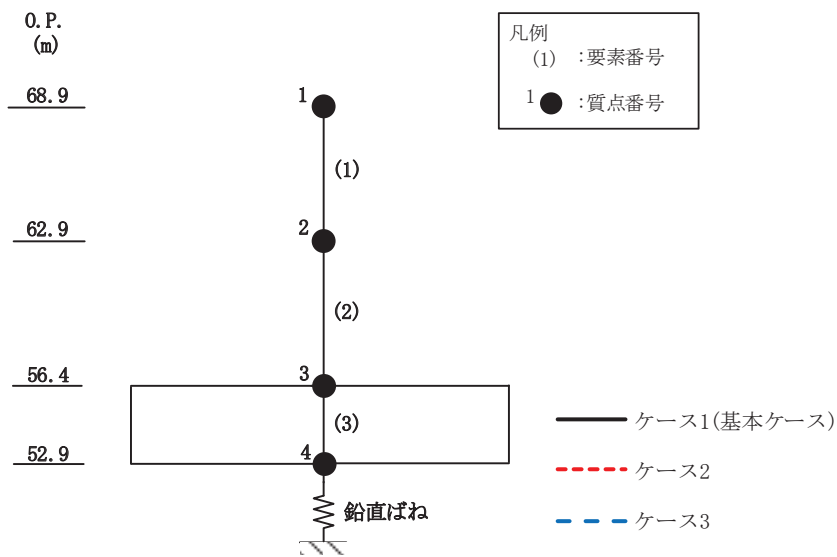 O.P.
(m)
68.9
62.9
56.4
52.9
1
(1)
2
(2)
3
(3)
4
鉛直ばね
凡例
(1) :要素番号
1 :質点番号
ケース1(基本ケース)
ケース2
ケース3